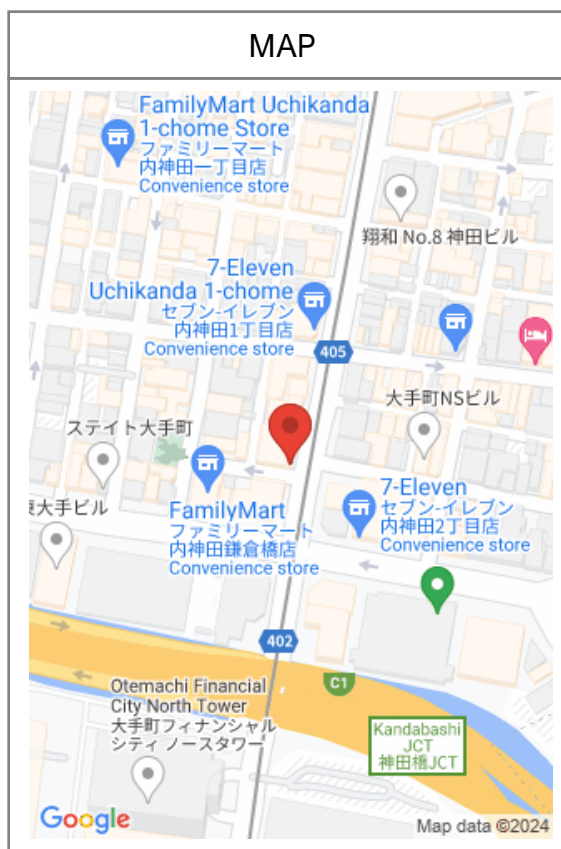 MAP
FamilyMart Uchikanda
1-chome Store
ファミリーマート
内神田一丁目店
Convenience store
翔和 No.8 神田ビル
7-Eleven
Uchikanda 1-chome
セブン-イレブン
内神田1丁目店
Convenience store
405
大手町NSビル
ステイト大手町
7-Eleven
セブン-イレブン
内神田2丁目店
Convenience store
大手ビル
FamilyMart
ファミリーマート
内神田鎌倉橋店
Convenience store
402
C1
Otemachi Financial
City North Tower
大手町フィナンシャル
シティ ノースタワー
Kandabashi
JCT
神田橋JCT
Google
Map data ©2024